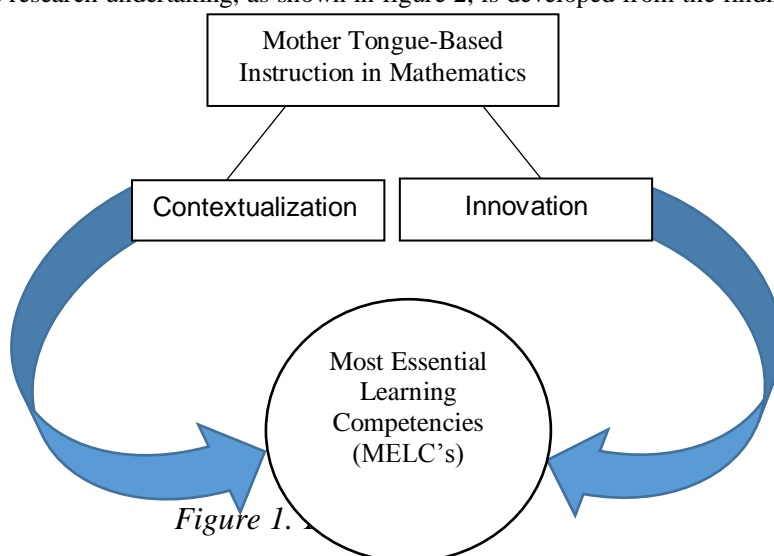 research undertaking, as shown in figure 2, is developed from the
Mother Tongue-Based
Instruction in Mathematics
Contextualization
Innovation
Most Essential
Learning
Competencies
(MELC's)
Figure 1.